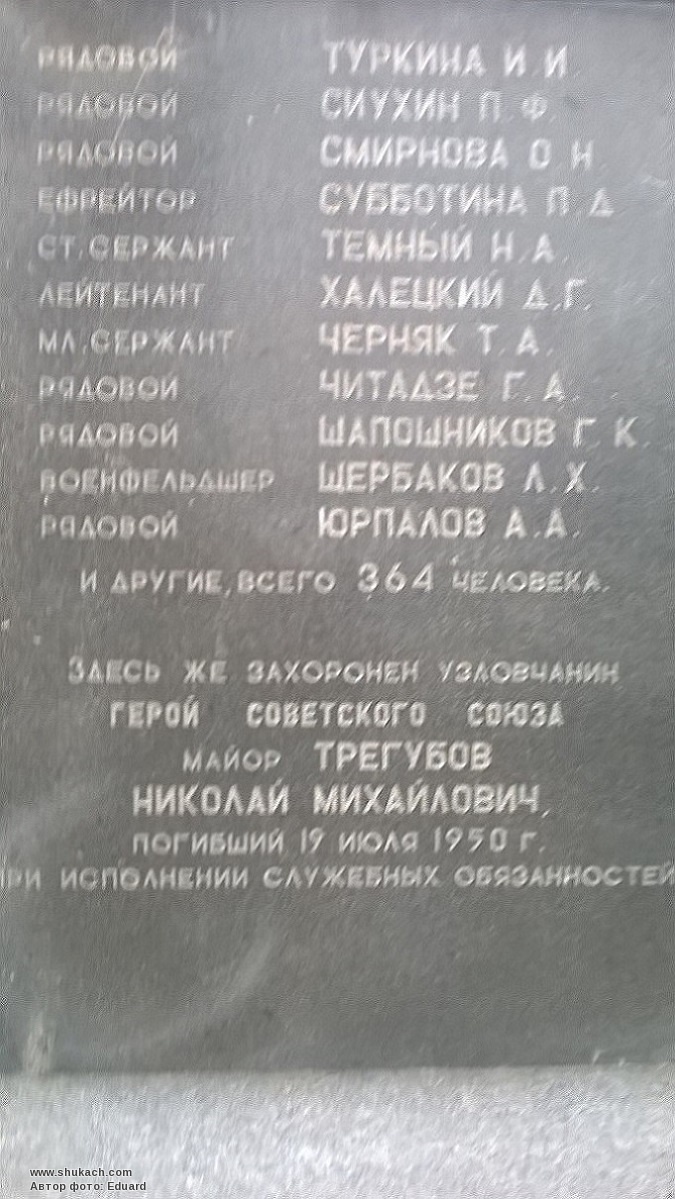 РЯДОВОЙ ТУРКИНА И.И.
РЯДОВОЙ СИУХИН П.Ф.
РЯДОВОЙ СМИРНОВА О.Н.
ЕФРЕЙТОР СУББОТИНА П.Д.
СТ.СЕРЖАНТ ТЕМНЫЙ Н.А.
ЛЕЙТЕНАНТ ХАЛЕЦКИЙ Д.Г.
МЛ.СЕРЖАНТ ЧЕРНЯК Т.А.
РЯДОВОЙ ЧИТАДЗЕ Г.А.
РЯДОВОЙ ШАПОШНИКОВ Г.К.
ВОЕНФЕЛЬДШЕР ЩЕРБАКОВ Л.Х.
РЯДОВОЙ ЮРПАЛОВ А.А.
И ДРУГИЕ, ВСЕГО 364 ЧЕЛОВЕКА.
ЗДЕСЬ ЖЕ ЗАХОРОНЕН УЗЛОВЧАНИН
ГЕРОЙ СОВЕТСКОГО СОЮЗА
МАЙОР ТРЕГУБОВ
НИКОЛАЙ МИХАЙЛОВИЧ,
ПОГИБШИЙ 19 ИЮЛЯ 1950 г.
ПРИ ИСПОЛНЕНИИ СЛУЖЕБНЫХ ОБЯЗАННОСТЕЙ
www.shukach.com
Автор фото: Eduard